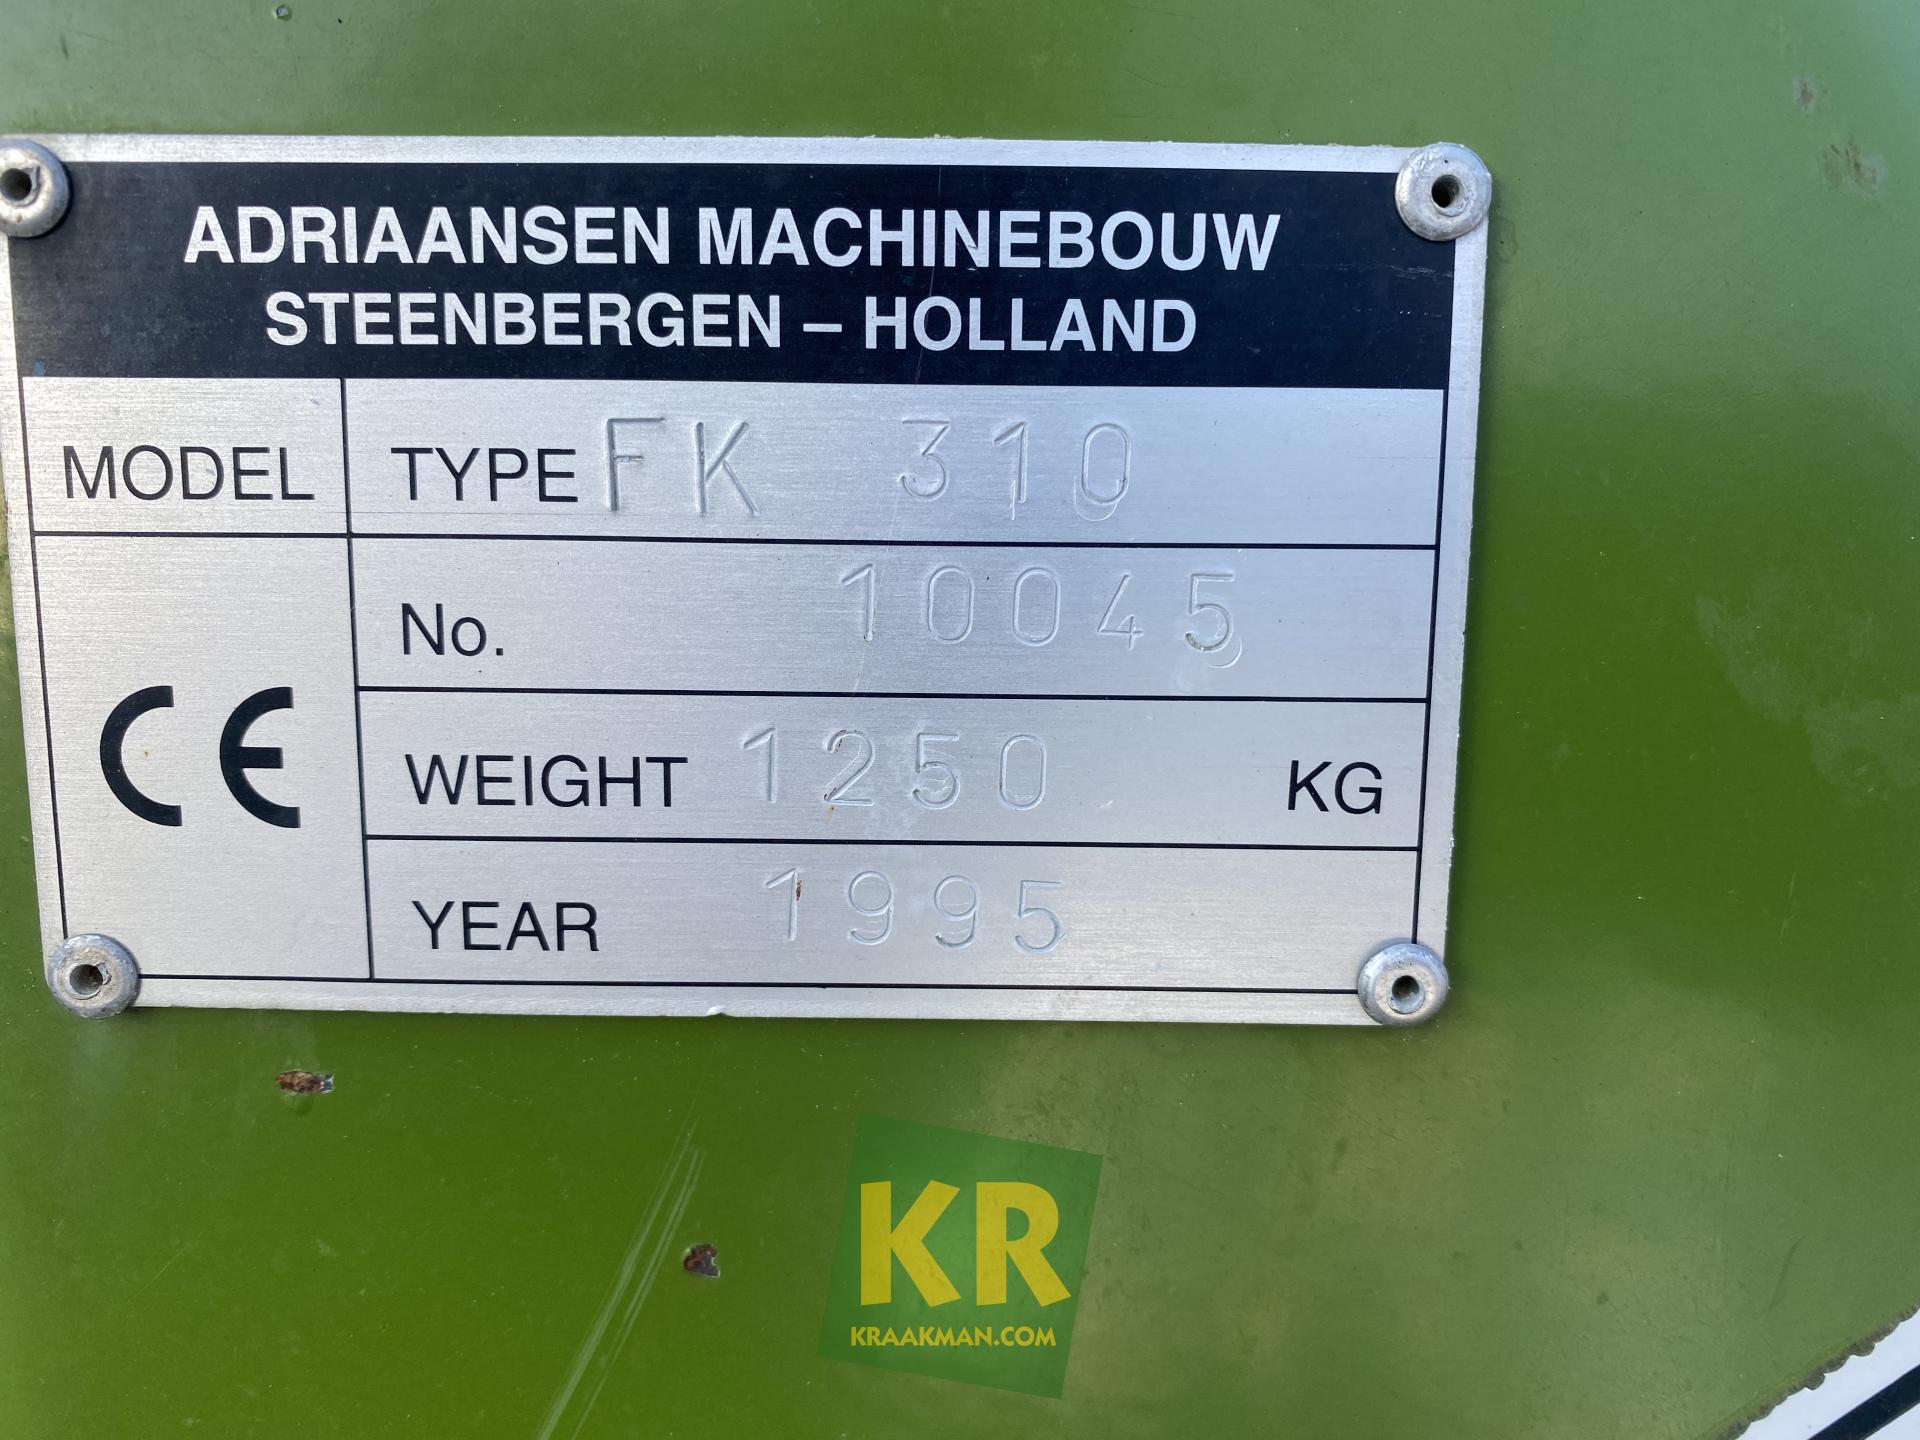 ADRIAANSEN MACHINEBOUW
STEENBERGEN – HOLLAND
MODEL TYPE FK 310
No. 10045
CE
WEIGHT 1250 KG
YEAR 1995
KR
KRAAKMAN.COM